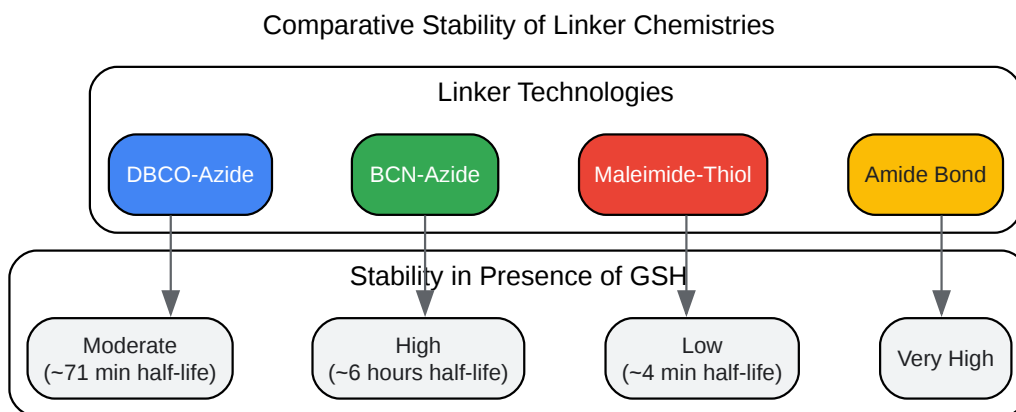 Comparative Stability of Linker Chemistries
Linker Technologies
DBCO-Azide
BCN-Azide
Maleimide-Thiol
Amide Bond
Stability in Presence of GSH
Moderate
(~71 min half-life)
High
(~6 hours half-life)
Low
(~4 min half-life)
Very High